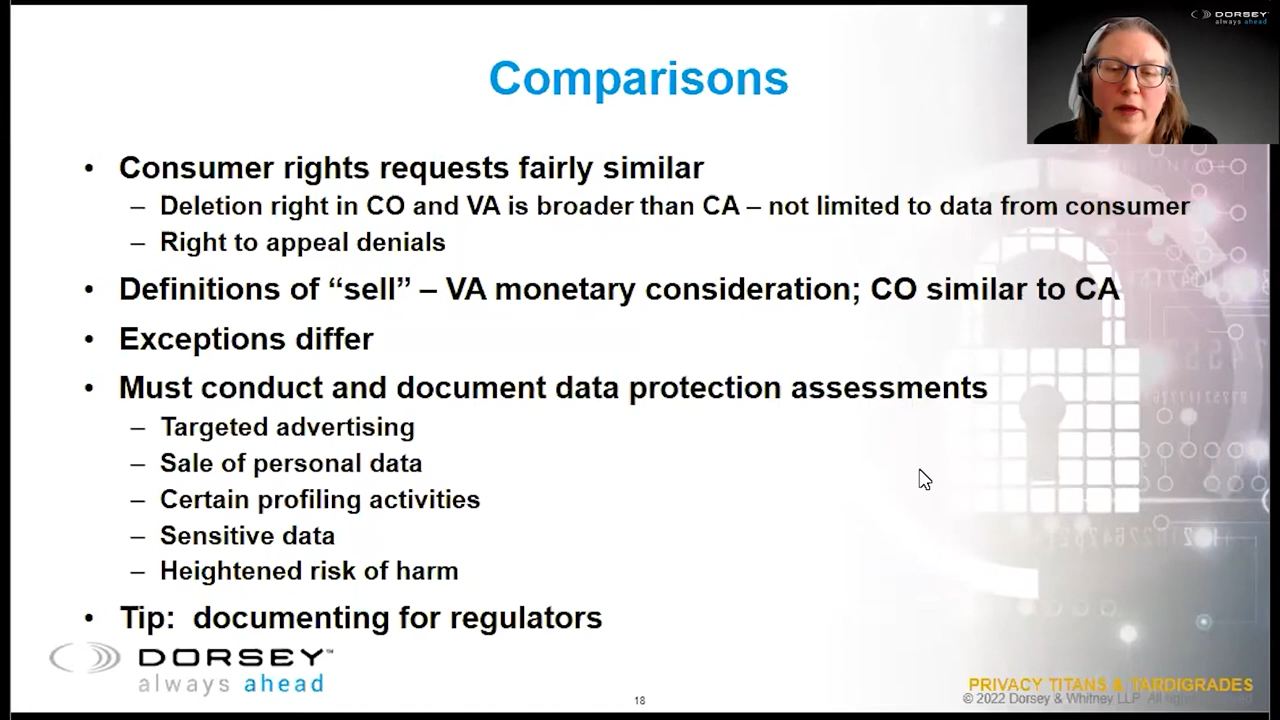 DORSEY
always ahead
Comparisons
• Consumer rights requests fairly similar
– Deletion right in CO and VA is broader than CA – not limited to data from consumer
– Right to appeal denials
• Definitions of “sell” – VA monetary consideration; CO similar to CA
• Exceptions differ
• Must conduct and document data protection assessments
– Targeted advertising
– Sale of personal data
– Certain profiling activities
– Sensitive data
– Heightened risk of harm
• Tip: documenting for regulators
DORSEY™
always ahead
18
PRIVACY TITANS & TARDIGRADES
© 2022 Dorsey & Whitney LLP. All rights reserved